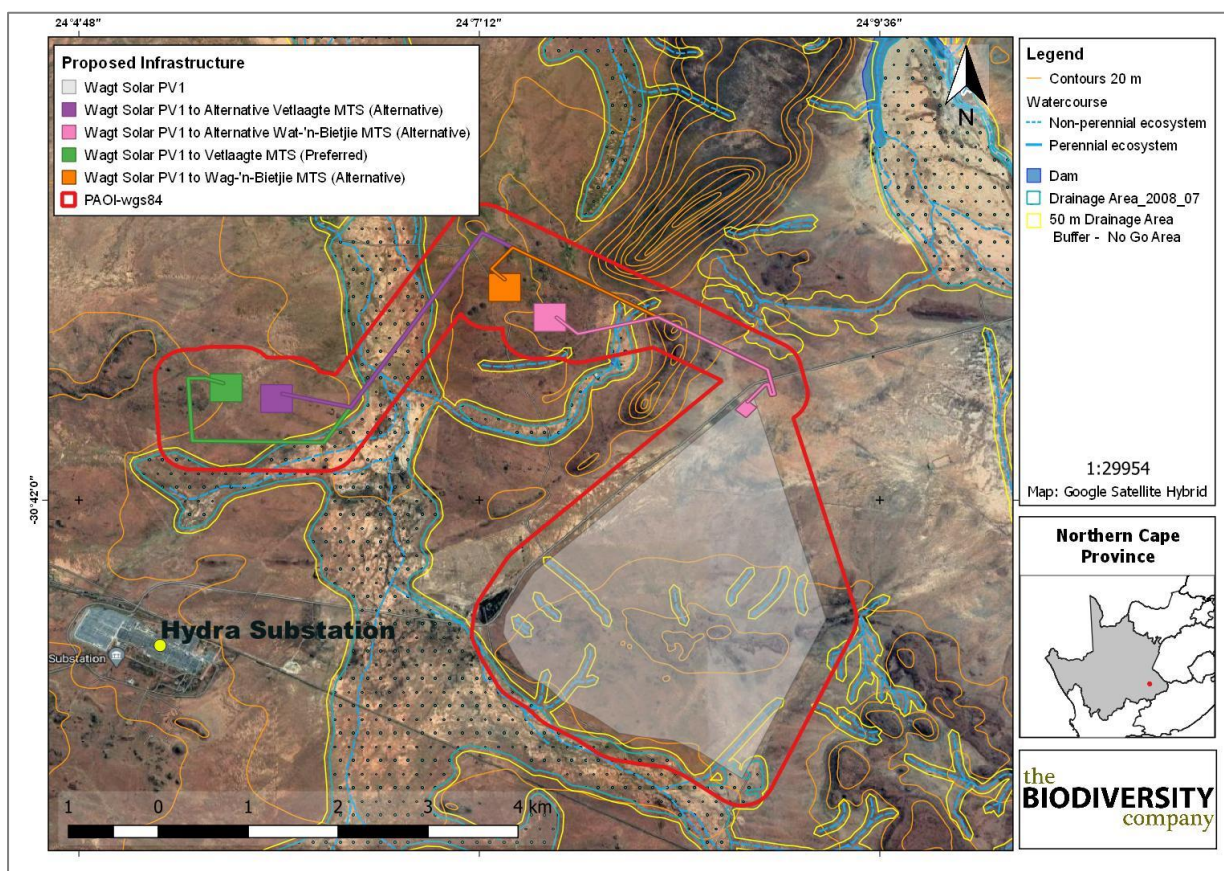 24°4'48"
24°7'12"
24°9'36"
-30°42'0"
Proposed Infrastructure
Wagt Solar PV1
Wagt Solar PV1 to Alternative Vetlaagte MTS (Alternative)
Wagt Solar PV1 to Alternative Wat-'n-Bietjie MTS (Alternative)
Wagt Solar PV1 to Vetlaagte MTS (Preferred)
Wagt Solar PV1 to Wag-'n-Bietjie MTS (Alternative)
PAOI-wgs84
N
Hydra Substation
Substation
1 0 1 2 3 4 km
Legend
Contours 20 m
Watercourse
Non-perennial ecosystem
Perennial ecosystem
Dam
Drainage Area_2008_07
50 m Drainage Area
Buffer - No Go Area
1:29954
Map: Google Satellite Hybrid
Northern Cape
Province
the
BIODIVERSITY
company